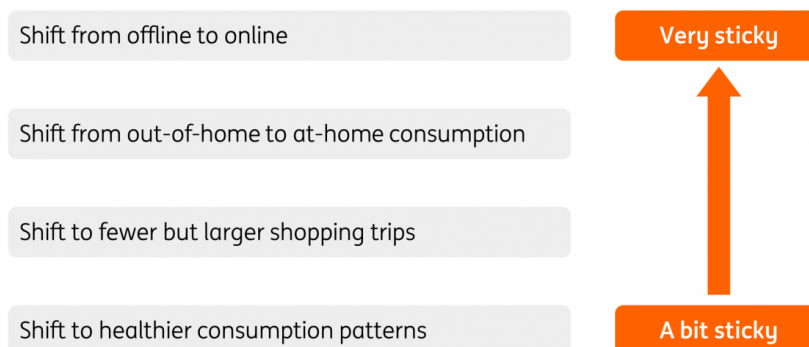 Shift from offline to online
Very sticky
Shift from out-of-home to at-home consumption
Shift to fewer but larger shopping trips
Shift to healthier consumption patterns
A bit sticky